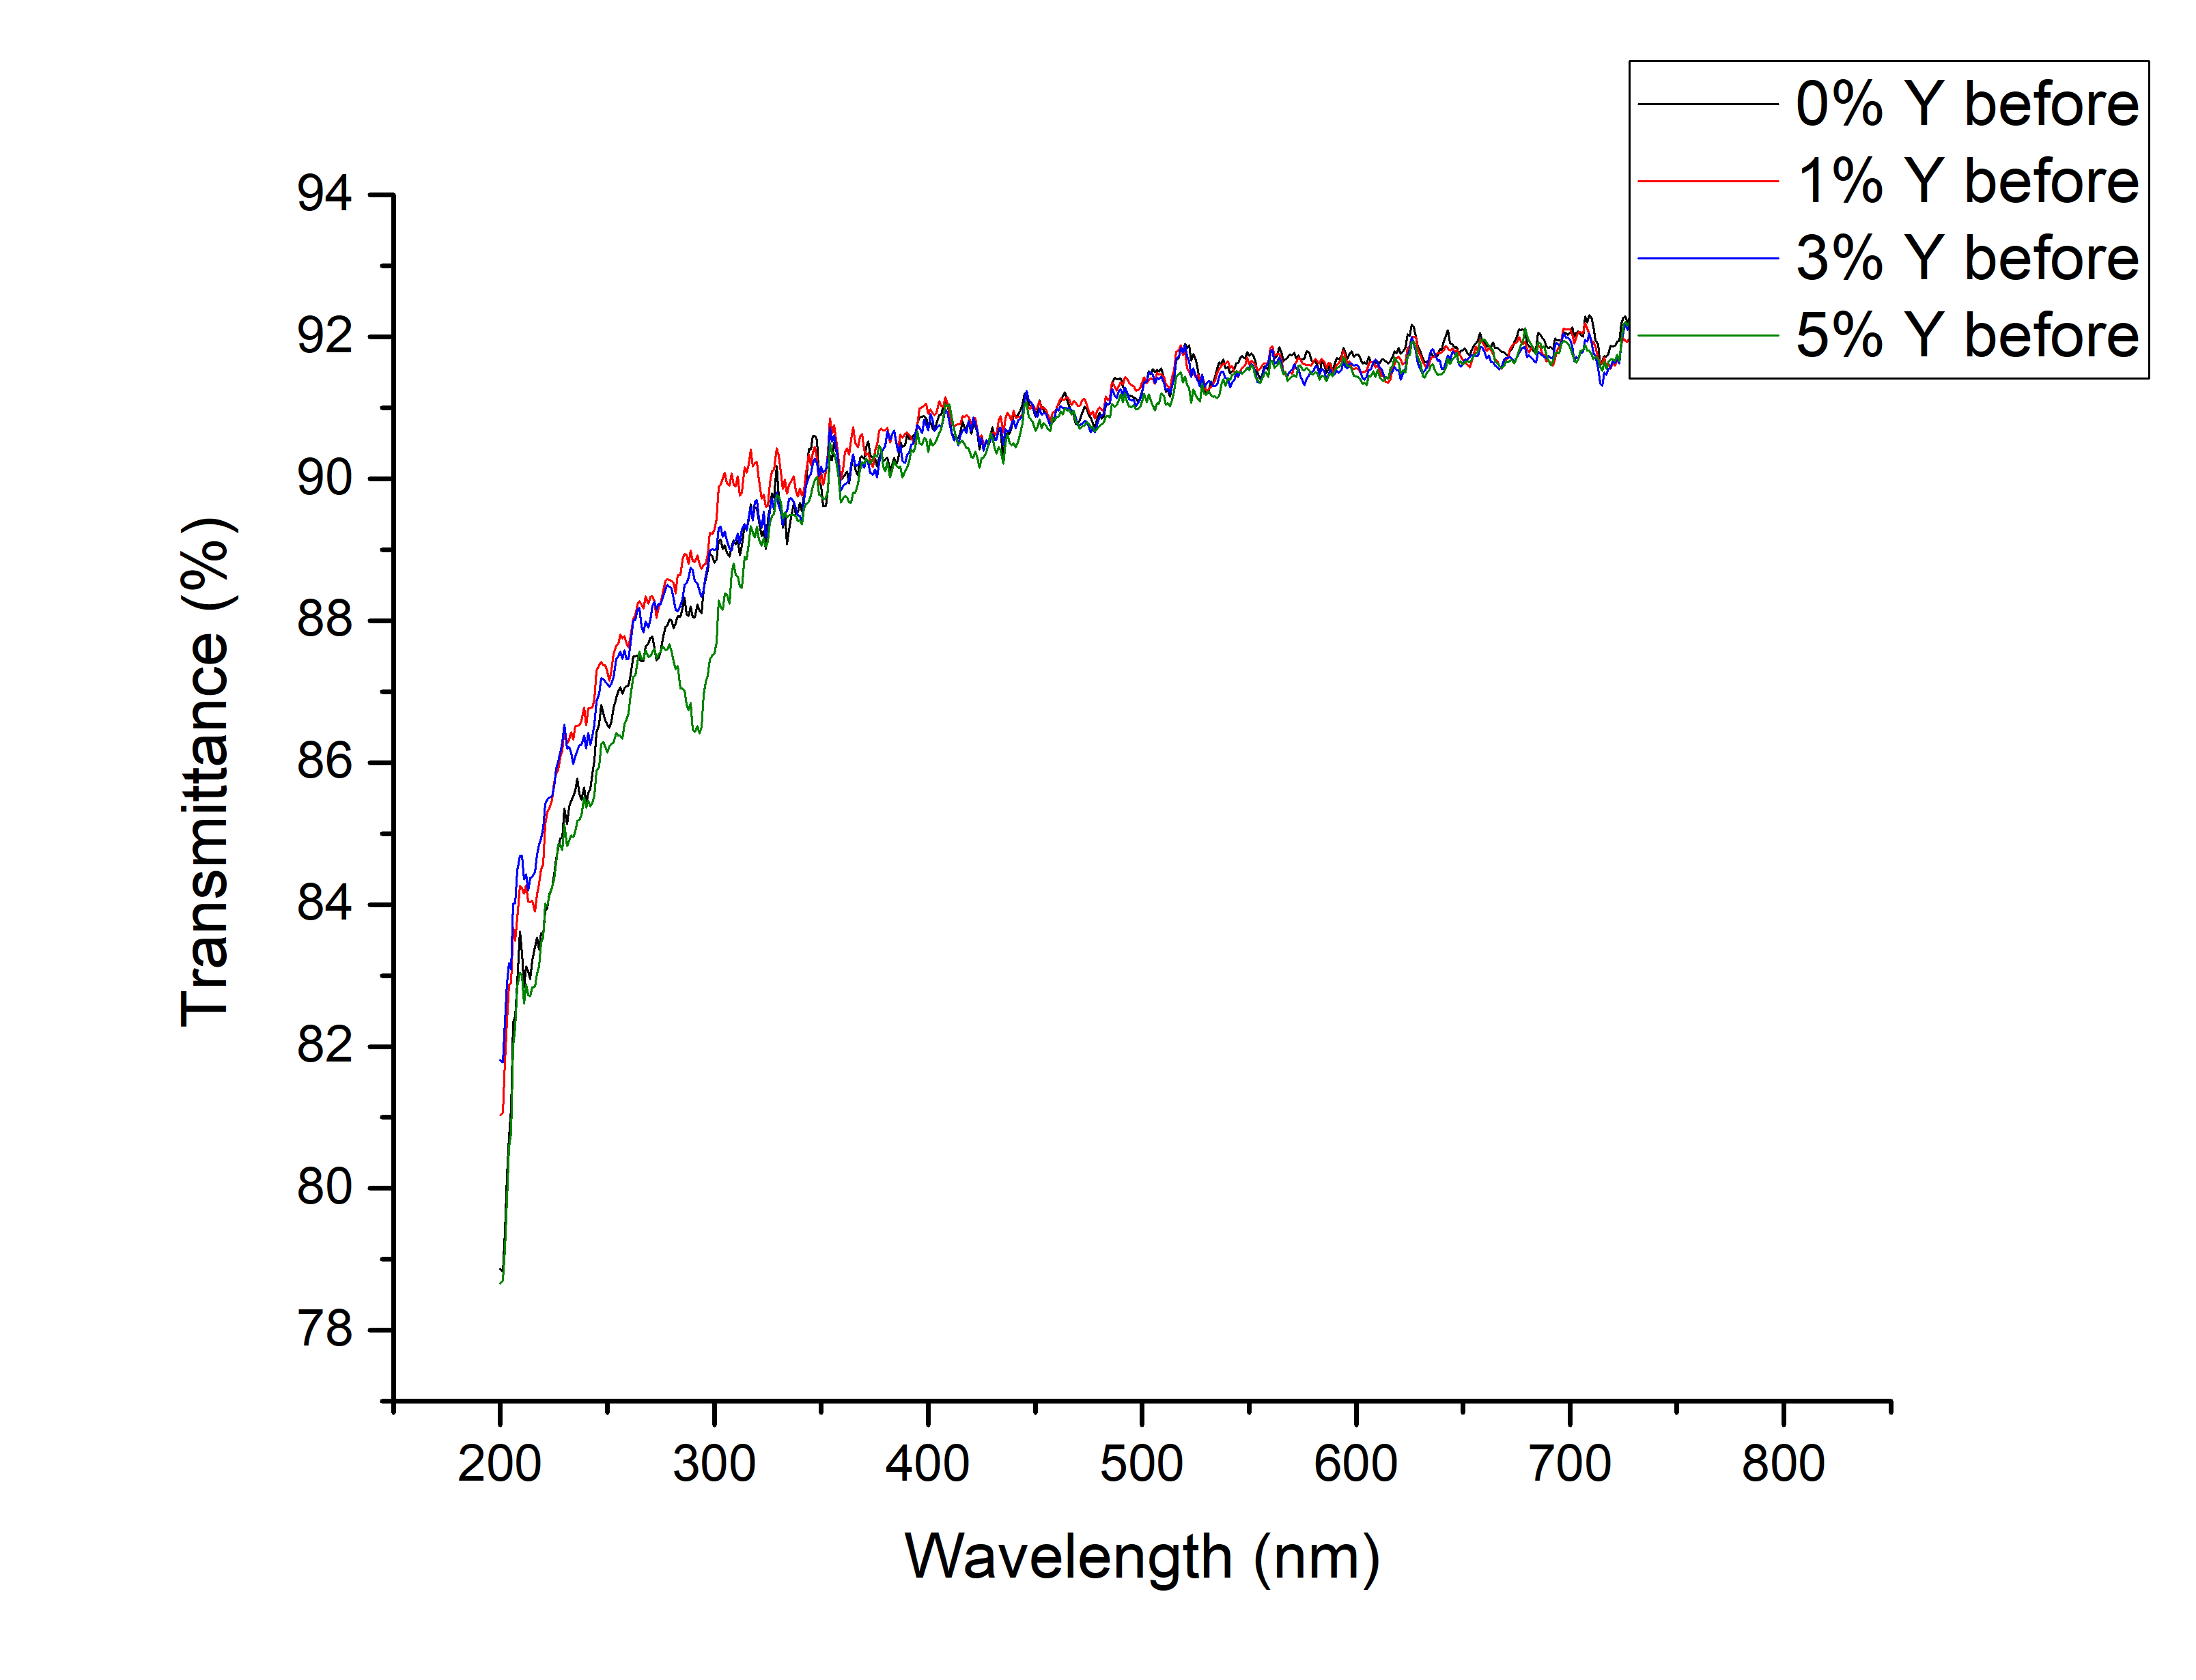 0% Y before
1% Y before
3% Y before
5% Y before
94
92
90
88
86
84
82
80
78
Transmittance (%)
200 300 400 500 600 700 800
Wavelength (nm)